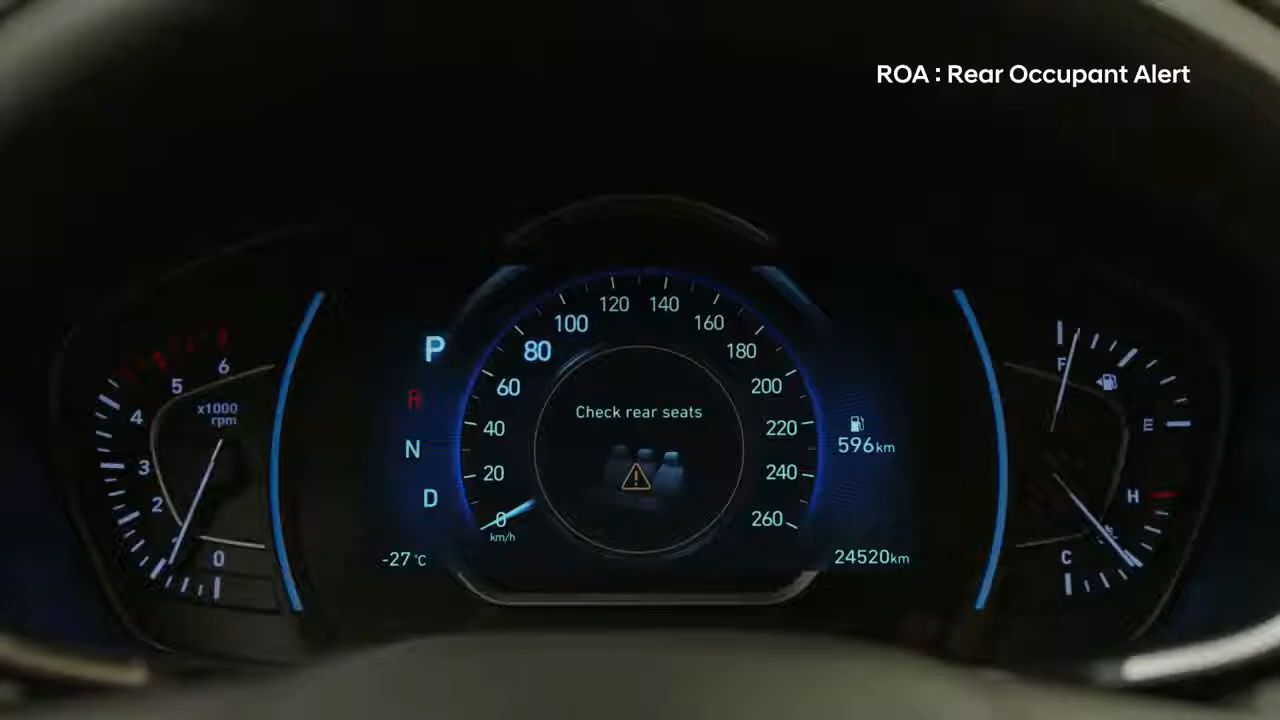 ROA : Rear Occupant Alert
120 140
100 160
P 80 180
6
5 60 200
x1000
rpm
R
4 40 220
Check rear seats
F
E
N
596km
3 20 240
2
D
H
1 0 260
km/h
0
-27°C
24520km
C